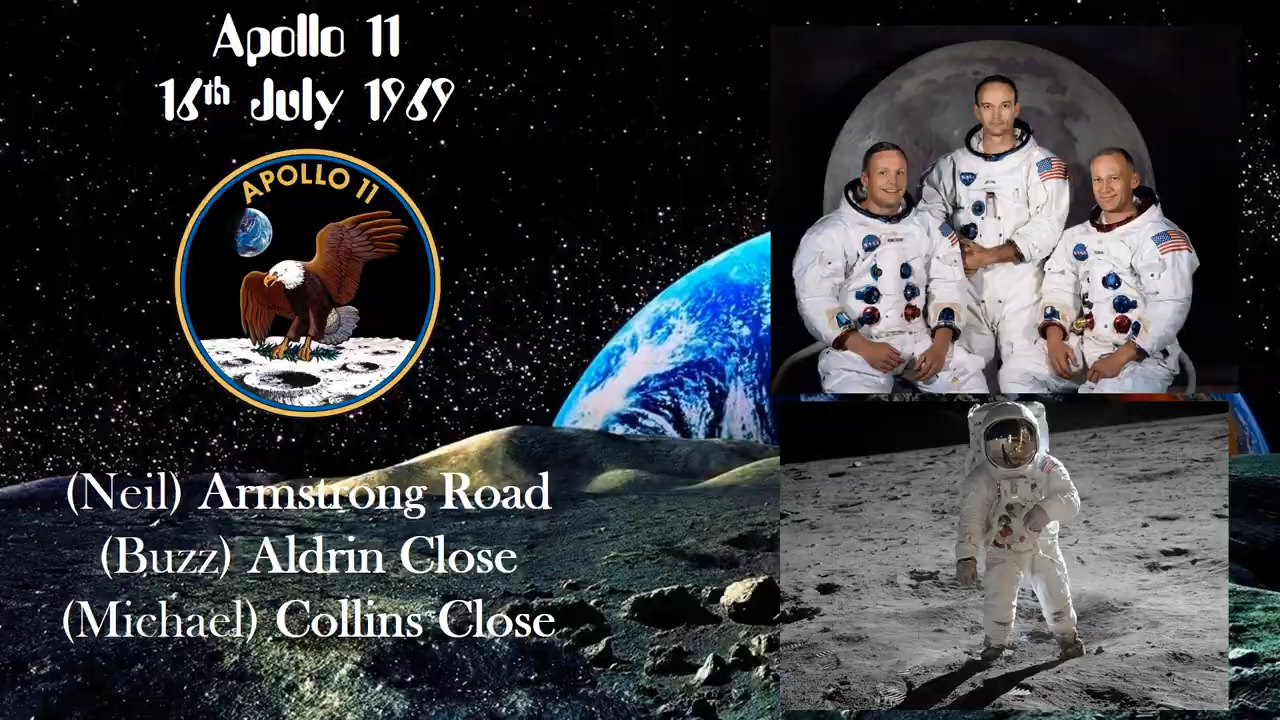 Apollo 11
16th July 1969
APOLLO 11
(Neil) Armstrong Road
(Buzz) Aldrin Close
(Michael) Collins Close